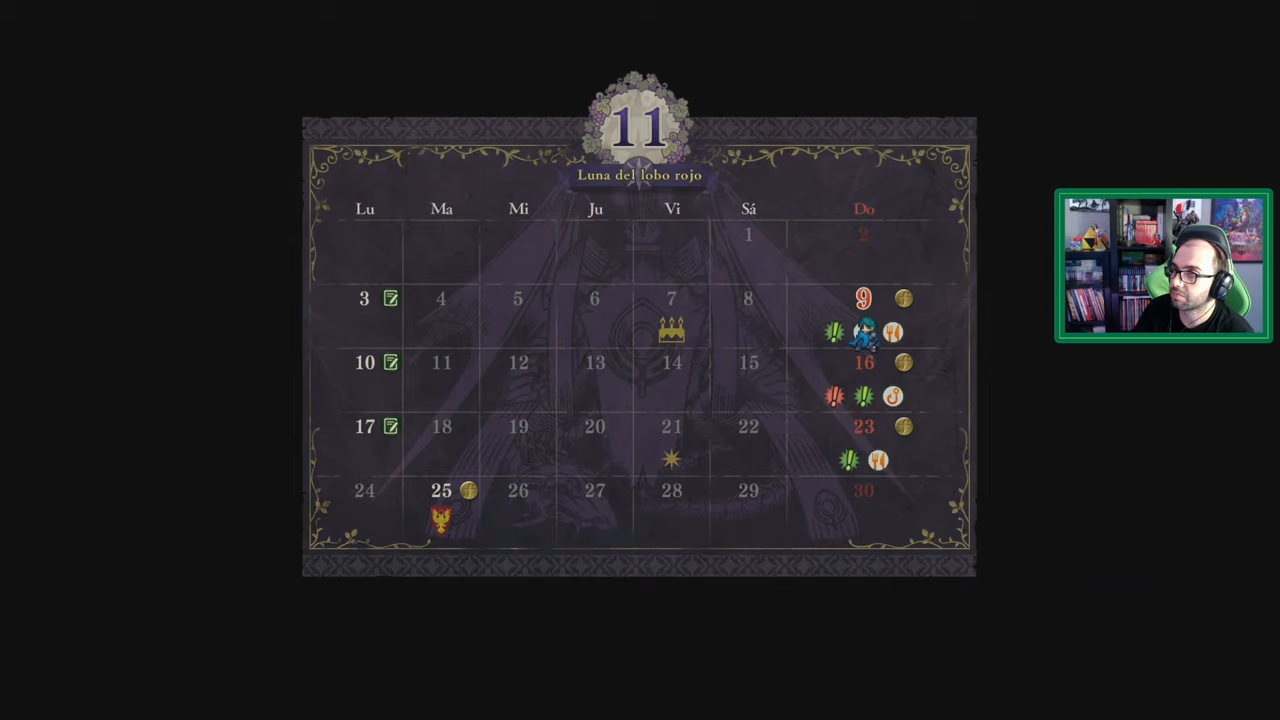 11
Luna del lobo rojo
Lu Ma Mi Ju Vi Sá Do
1 2
3 4 5 6 7 8 9
10 11 12 13 14 15 16
17 18 19 20 21 22 23
24 25 26 27 28 29 30